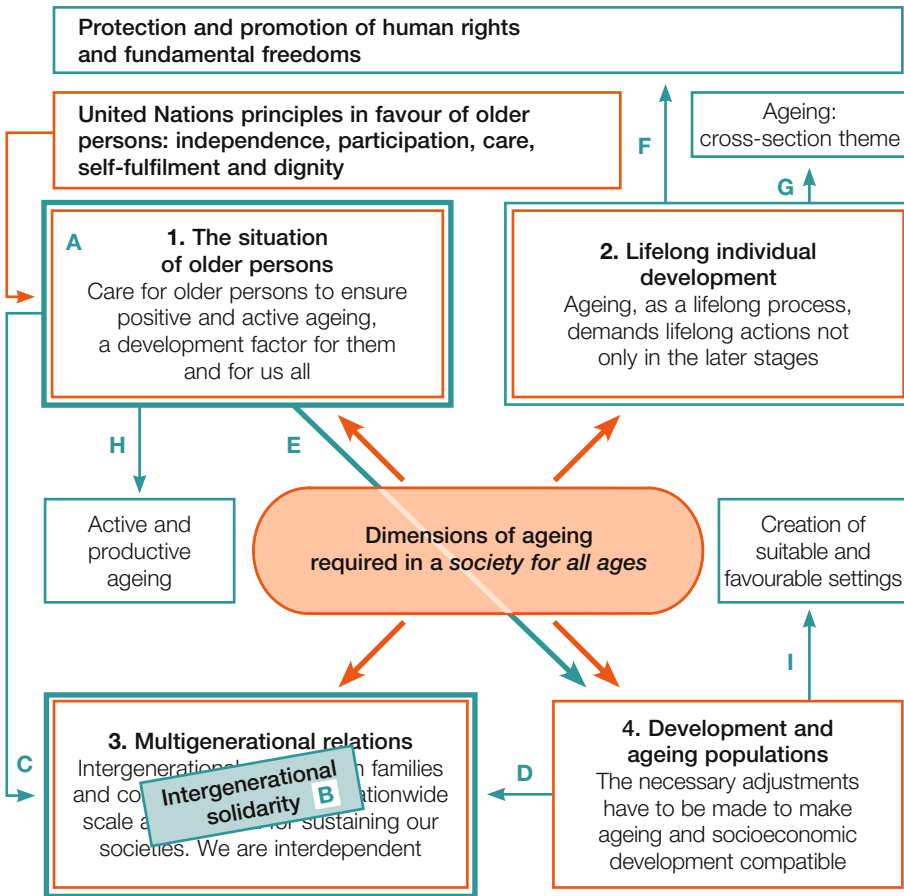 Protection and promotion of human rights
and fundamental freedoms
United Nations principles in favour of older
persons: independence, participation, care,
self-fulfilment and dignity
Ageing:
cross-section theme
F
G
A
1. The situation
of older persons
Care for older persons to ensure
positive and active ageing,
a development factor for them
and for us all
2. Lifelong individual
development
Ageing, as a lifelong process,
demands lifelong actions not
only in the later stages
H
E
Active and
productive
ageing
Dimensions of ageing
required in a society for all ages
Creation of
suitable and
favourable settings
I
C
3. Multigenerational relations
Intergenerational families
and nationwide
scale for sustaining our
societies. We are interdependent
Intergenerational
solidarity B
D
4. Development and
ageing populations
The necessary adjustments
have to be made to make
ageing and socioeconomic
development compatible